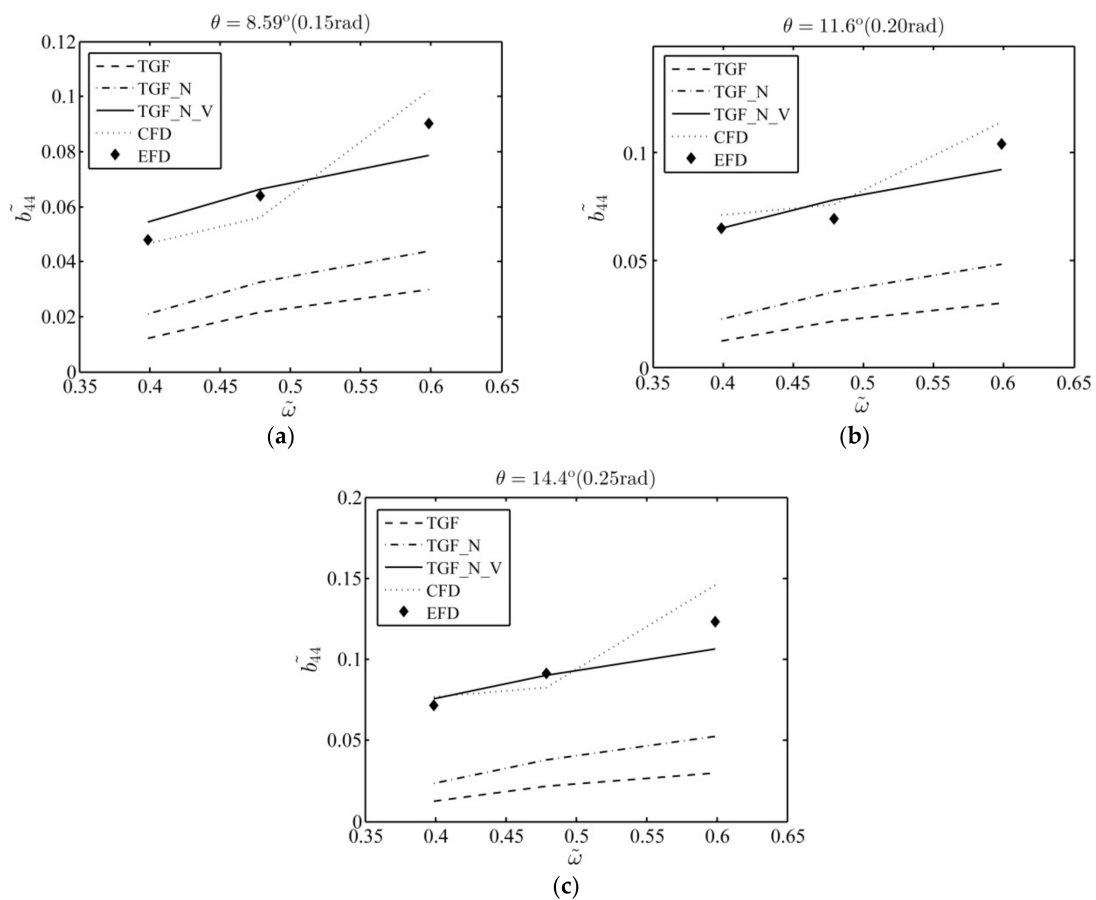 θ = 8.59°(0.15rad)
0.12
0.1
0.08
0.06
0.04
0.02
0
TGF
TGF_N
TGF_N_V
CFD
EFD
b̃44
0.35 0.4 0.45 0.5 0.55 0.6 0.65
ω̃
(a)
θ = 11.6°(0.20rad)
0.1
0.05
0
TGF
TGF_N
TGF_N_V
CFD
EFD
b̃44
0.35 0.4 0.45 0.5 0.55 0.6 0.65
ω̃
(b)
θ = 14.4°(0.25rad)
0.2
0.15
0.1
0.05
0
TGF
TGF_N
TGF_N_V
CFD
EFD
b̃44
0.35 0.4 0.45 0.5 0.55 0.6 0.65
ω̃
(c)